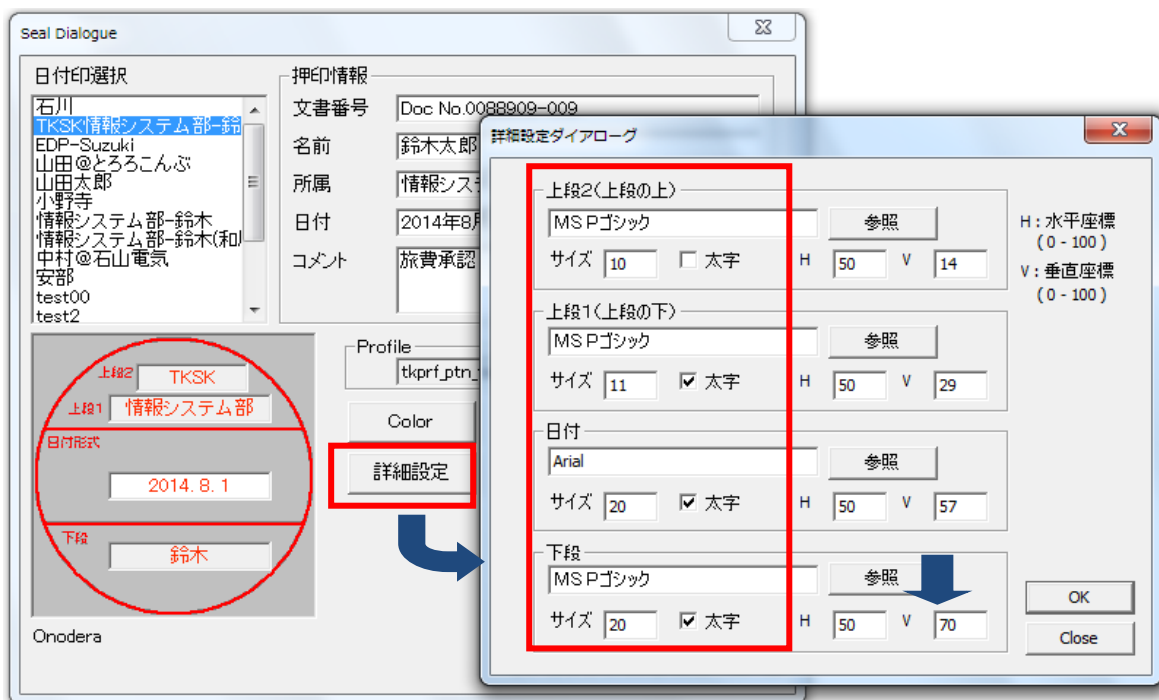 Seal Dialogue
日付印選択
石川
TKSK情報システム部-鈴
EDP-Suzuki
山田@とろろこんぶ
山田太郎
小野寺
情報システム部-鈴木
情報システム部-鈴木(和
中村@石山電気
安部
test00
test2
押印情報
文書番号 Doc No.0088909-009
名前 鈴木太郎
所属 情報シス
日付 2014年8
コメント 旅費承認
上段2 TKSK
上段1 情報システム部
日付形式
2014. 8. 1
下段 鈴木
Onodera
Profile
tkprf_ptn_
Color
詳細設定
詳細設定ダイアローグ
上段2(上段の上)
MS Pゴシック 参照
サイズ 10 太字 H 50 V 14
上段1(上段の下)
MS Pゴシック 参照
サイズ 11 太字 H 50 V 29
日付
Arial 参照
サイズ 20 太字 H 50 V 57
下段
MS Pゴシック 参照
サイズ 20 太字 H 50 V 70
H : 水平座標
( 0 - 100 )
V : 垂直座標
( 0 - 100 )
OK
Close